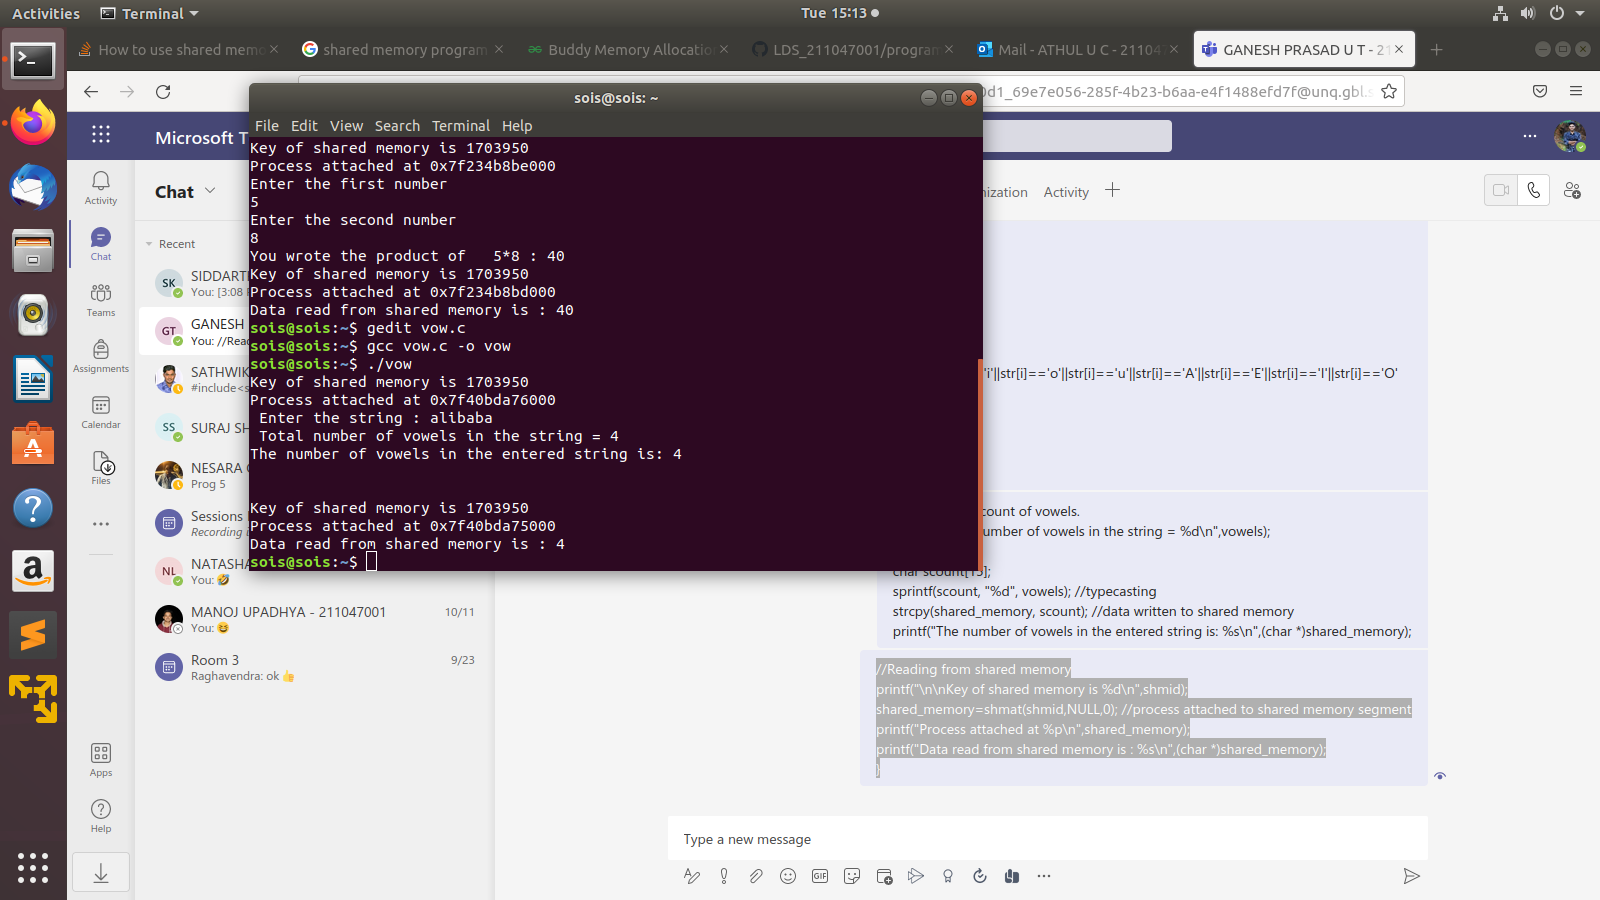 Activities
Terminal
Tue 15:13
How to use shared memo
shared memory program
Buddy Memory Allocatio
LDS_211047001/program
Mail - ATHUL U C - 21104
GANESH PRASAD U T - 21
0d1_69e7e056-285f-4b23-b6aa-e4f1488efd7f@unq.gbl.s
sois@sois: ~
File Edit View Search Terminal Help
Key of shared memory is 1703950
Process attached at 0x7f234b8be000
Enter the first number
5
Enter the second number
8
You wrote the product of   5*8 : 40
Key of shared memory is 1703950
Process attached at 0x7f234b8bd000
Data read from shared memory is : 40
sois@sois:~$ gedit vow.c
sois@sois:~$ gcc vow.c -o vow
sois@sois:~$ ./vow
Key of shared memory is 1703950
Process attached at 0x7f40bda76000
 Enter the string : alibaba
 Total number of vowels in the string = 4
The number of vowels in the entered string is: 4
Key of shared memory is 1703950
Process attached at 0x7f40bda75000
Data read from shared memory is : 4
sois@sois:~$
Microsoft T
Activity
Chat
Teams
Assignments
Calendar
Files
Apps
Help
Chat
Recent
SK
SIDDART
You: [3:08
GT
GANESH
You: //Read
SATHWIK
#include<s
SS
SURAJ SH
NESARA
Prog 5
Sessions
Recording
NL
NATASHA
You: 🤣
MANOJ UPADHYA - 211047001
10/11
You: 😄
Room 3
9/23
Raghavendra: ok 👍
nization
Activity
'i'||str[i]=='o'||str[i]=='u'||str[i]=='A'||str[i]=='E'||str[i]=='I'||str[i]=='O'
count of vowels.
number of vowels in the string = %d\n",vowels);
char scount[15];
sprintf(scount, "%d", vowels); //typecasting
strcpy(shared_memory, scount); //data written to shared memory
printf("The number of vowels in the entered string is: %s\n",(char *)shared_memory);
//Reading from shared memory
printf("\n\nKey of shared memory is %d\n",shmid);
shared_memory=shmat(shmid,NULL,0); //process attached to shared memory segment
printf("Process attached at %p\n",shared_memory);
printf("Data read from shared memory is : %s\n",(char *)shared_memory);
}
Type a new message
GIF